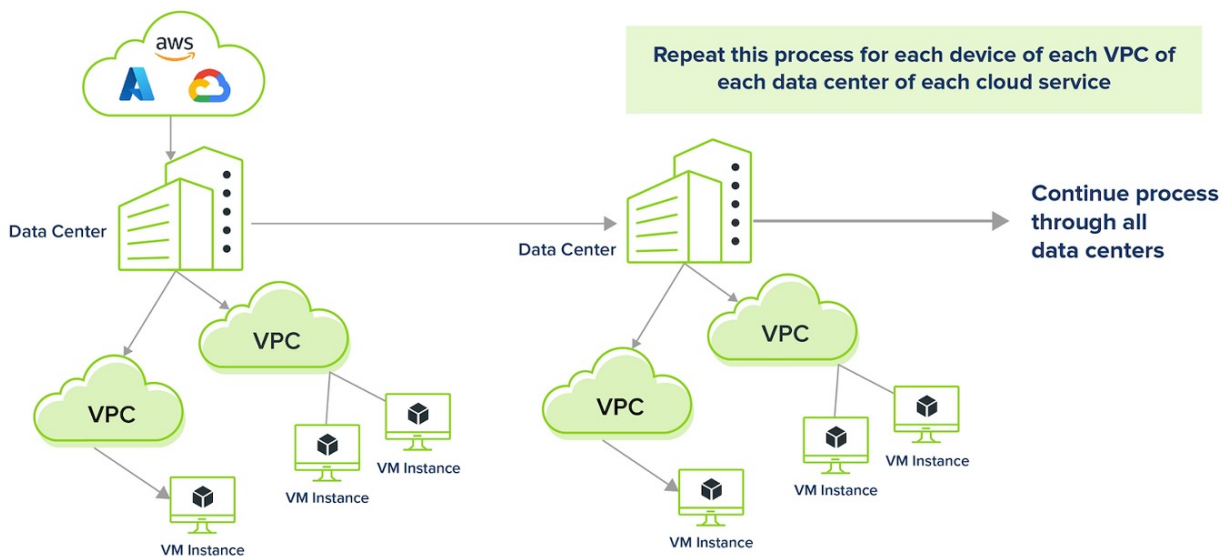 aws
Repeat this process for each device of each VPC of
each data center of each cloud service
Data Center
Data Center
Continue process
through all
data centers
VPC
VPC
VM Instance
VM Instance
VM Instance
VPC
VPC
VM Instance
VM Instance
VM Instance